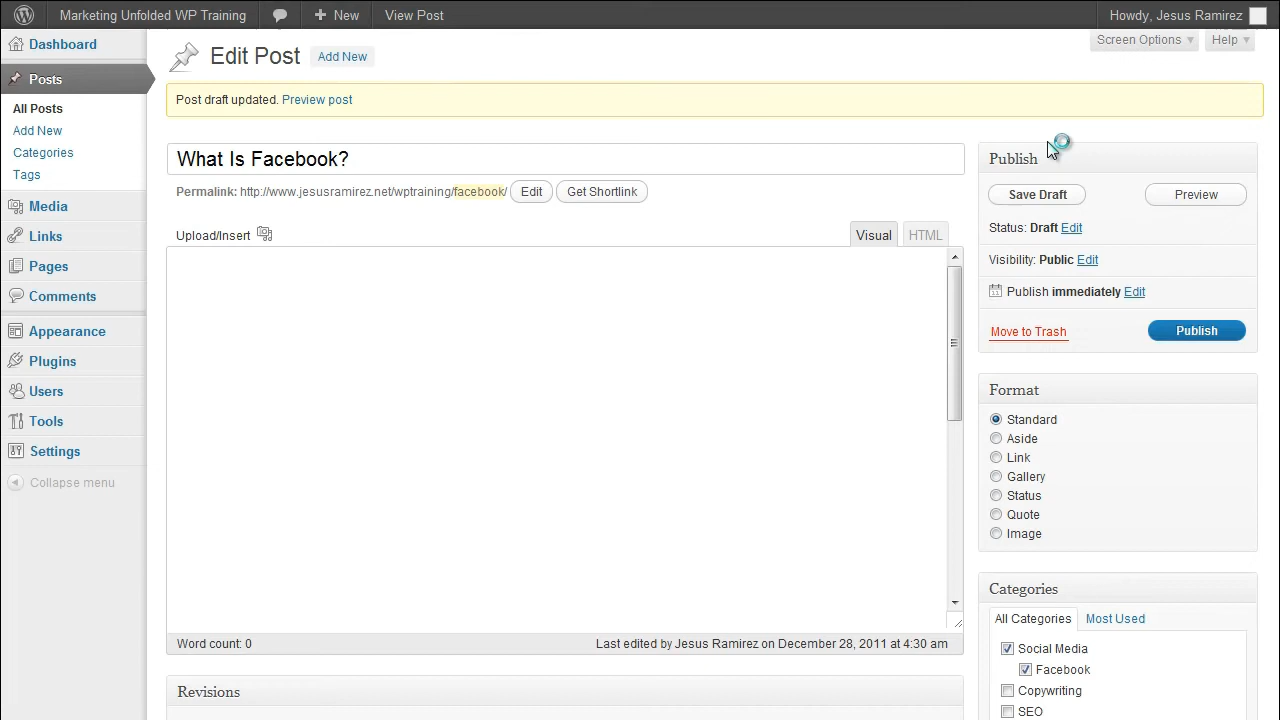 Marketing Unfolded WP Training New View Post Howdy, Jesus Ramirez
Screen Options Help
Dashboard
Posts
All Posts
Add New
Categories
Tags
Media
Links
Pages
Comments
Appearance
Plugins
Users
Tools
Settings
Collapse menu
Edit Post Add New
Post draft updated. Preview post
What Is Facebook?
Permalink: http://www.jesusramirez.net/wptraining/facebook/ Edit Get Shortlink
Upload/Insert Visual HTML
Word count: 0 Last edited by Jesus Ramirez on December 28, 2011 at 4:30 am
Revisions
Publish
Save Draft Preview
Status: Draft Edit
Visibility: Public Edit
Publish immediately Edit
Move to Trash Publish
Format
Standard
Aside
Link
Gallery
Status
Quote
Image
Categories
All Categories Most Used
Social Media
Facebook
Copywriting
SEO